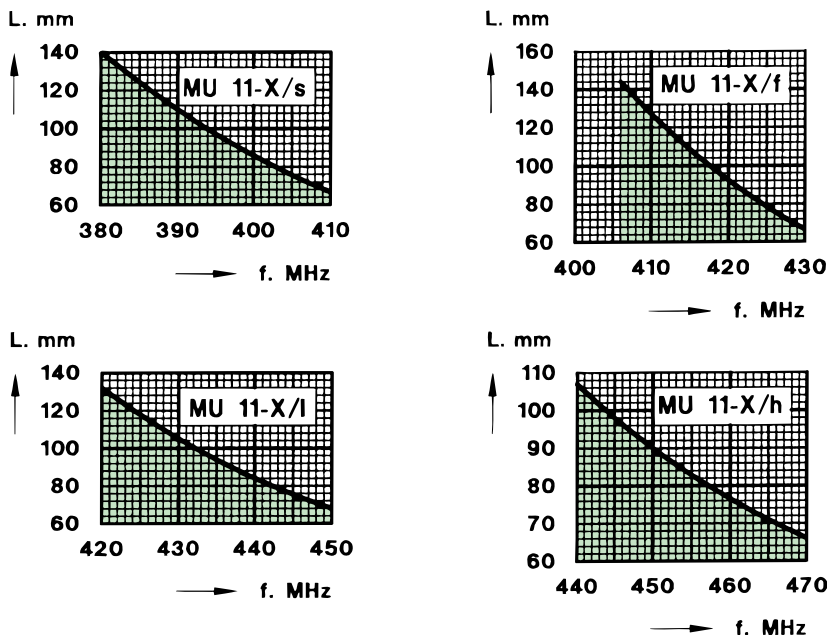 L. mm
140
120
100
80
60
MU 11-X/s
380 390 400 410
f. MHz
L. mm
160
140
120
100
80
60
MU 11-X/f
400 410 420 430
f. MHz
L. mm
140
120
100
80
60
MU 11-X/l
420 430 440 450
f. MHz
L. mm
110
100
90
80
70
60
MU 11-X/h
440 450 460 470
f. MHz